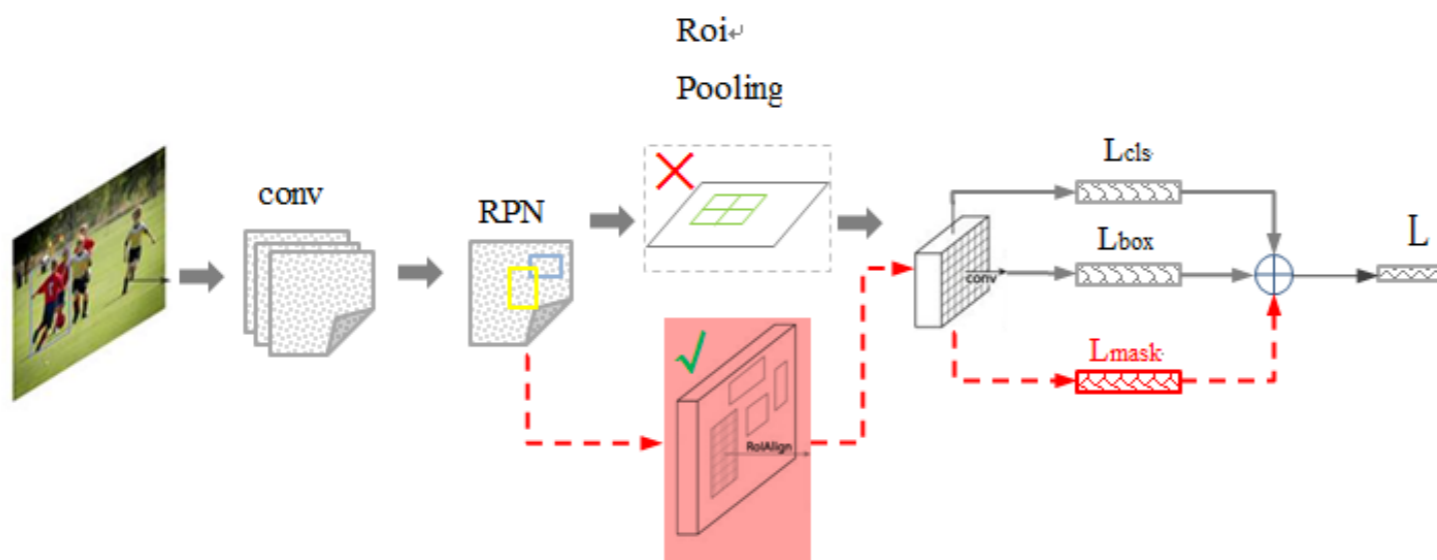 Roi
Pooling
conv
RPN
Lcls
Lbox
L
conv
Lmask
RoIAlign